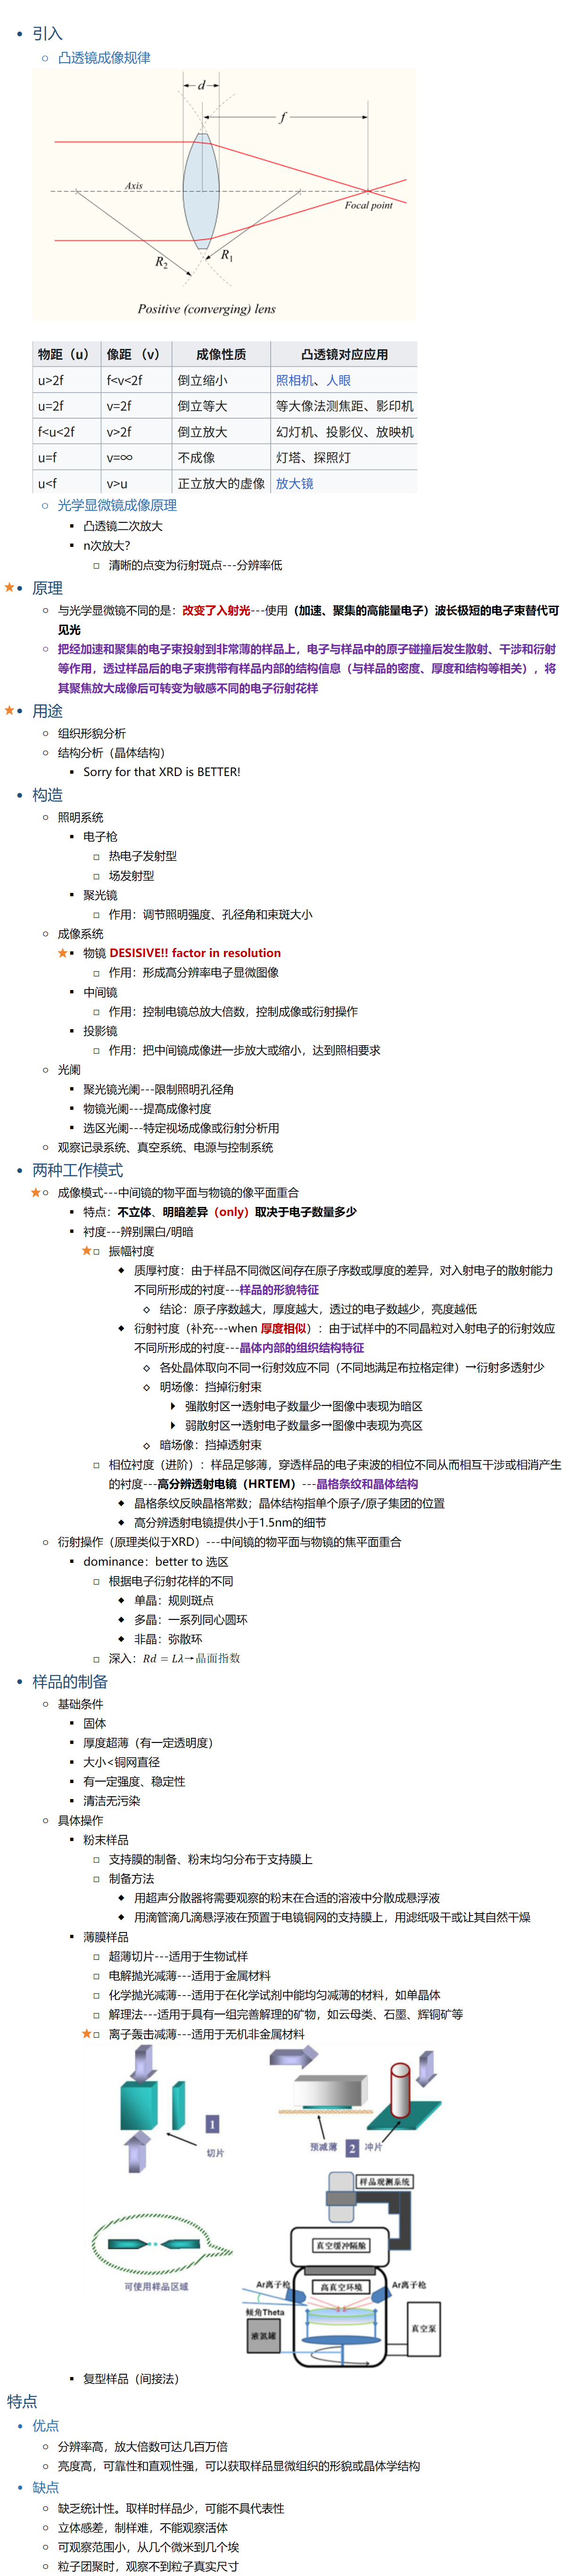 引入
凸透镜成像规律
d
f
Axis
Focal point
R₂
R₁
Positive (converging) lens
物距（u） 像距 （v） 成像性质 凸透镜对应应用
u>2f f<v<2f 倒立缩小 照相机、人眼
u=2f v=2f 倒立等大 等大像法测焦距、影印机
f<u<2f v>2f 倒立放大 幻灯机、投影仪、放映机
u=f v=∞ 不成像 灯塔、探照灯
u<f v>u 正立放大的虚像 放大镜
光学显微镜成像原理
凸透镜二次放大
n次放大？
清晰的点变为衍射斑点---分辨率低
原理
与光学显微镜不同的是：改变了入射光---使用（加速、聚集的高能量电子）波长极短的电子束替代可
见光
把经加速和聚集的电子束投射到非常薄的样品上，电子与样品中的原子碰撞后发生散射、干涉和衍射
等作用，透过样品后的电子束携带有样品内部的结构信息（与样品的密度、厚度和结构等相关），将
其聚焦放大成像后可转变为敏感不同的电子衍射花样
用途
组织形貌分析
结构分析（晶体结构）
Sorry for that XRD is BETTER!
构造
照明系统
电子枪
热电子发射型
场发射型
聚光镜
作用：调节照明强度、孔径角和束斑大小
成像系统
物镜 DESISIVE!! factor in resolution
作用：形成高分辨率电子显微图像
中间镜
作用：控制电镜总放大倍数，控制成像或衍射操作
投影镜
作用：把中间镜成像进一步放大或缩小，达到照相要求
光阑
聚光镜光阑---限制照明孔径角
物镜光阑---提高成像衬度
选区光阑---特定视场成像或衍射分析用
观察记录系统、真空系统、电源与控制系统
两种工作模式
成像模式---中间镜的物平面与物镜的像平面重合
特点：不立体、明暗差异（only）取决于电子数量多少
衬度---辨别黑白/明暗
振幅衬度
质厚衬度：由于样品不同微区间存在原子序数或厚度的差异，对入射电子的散射能力
不同所形成的衬度---样品的形貌特征
结论：原子序数越大，厚度越大，透过的电子数越少，亮度越低
衍射衬度（补充---when 厚度相似）：由于试样中的不同晶粒对入射电子的衍射效应
不同所形成的衬度---晶体内部的组织结构特征
各处晶体取向不同→衍射效应不同（不同地满足布拉格定律）→衍射多透射少
明场像：挡掉衍射束
强散射区→透射电子数量少→图像中表现为暗区
弱散射区→透射电子数量多→图像中表现为亮区
暗场像：挡掉透射束
相位衬度（进阶）：样品足够薄，穿透样品的电子束波的相位不同从而相互干涉或相消产生
的衬度---高分辨透射电镜（HRTEM）---晶格条纹和晶体结构
晶格条纹反映晶格常数；晶体结构指单个原子/原子集团的位置
高分辨透射电镜提供小于1.5nm的细节
衍射操作（原理类似于XRD）---中间镜的物平面与物镜的焦平面重合
dominance：better to 选区
根据电子衍射花样的不同
单晶：规则斑点
多晶：一系列同心圆环
非晶：弥散环
深入：Rd = Lλ→晶面指数
样品的制备
基础条件
固体
厚度超薄（有一定透明度）
大小<铜网直径
有一定强度、稳定性
清洁无污染
具体操作
粉末样品
支持膜的制备、粉末均匀分布于支持膜上
制备方法
用超声分散器将需要观察的粉末在合适的溶液中分散成悬浮液
用滴管滴几滴悬浮液在预置于电镜铜网的支持膜上，用滤纸吸干或让其自然干燥
薄膜样品
超薄切片---适用于生物试样
电解抛光减薄---适用于金属材料
化学抛光减薄---适用于在化学试剂中能均匀减薄的材料，如单晶体
解理法---适用于具有一组完善解理的矿物，如云母类、石墨、辉钼矿等
离子轰击减薄---适用于无机非金属材料
1
切片
预减薄 2 冲片
样品观测系统
真空缓冲隔舱
可使用样品区域
Ar离子枪 高真空环境 Ar离子枪
倾角Theta
液氮罐
真空泵
复型样品（间接法）
特点
优点
分辨率高，放大倍数可达几百万倍
亮度高，可靠性和直观性强，可以获取样品显微组织的形貌或晶体学结构
缺点
缺乏统计性。取样时样品少，可能不具代表性
立体感差，制样难，不能观察活体
可观察范围小，从几个微米到几个埃
粒子团聚时，观察不到粒子真实尺寸